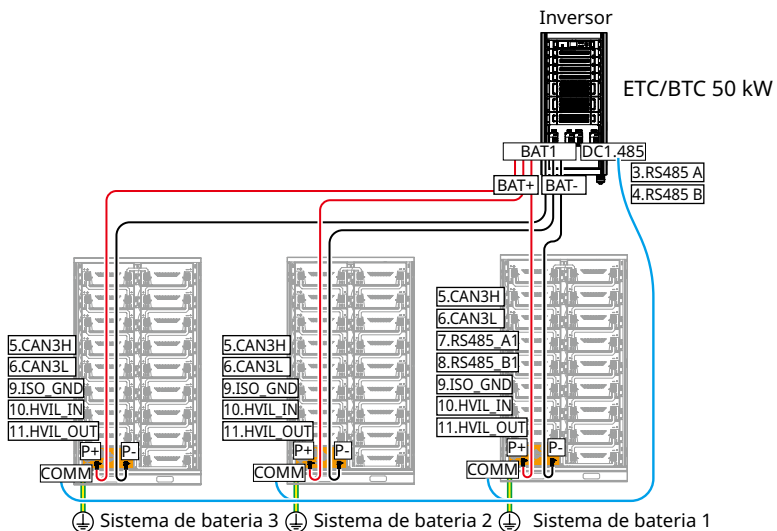 Inversor
ETC/BTC 50 kW
BAT1
DC1.485
BAT+
BAT-
3.RS485 A
4.RS485 B
5.CAN3H
6.CAN3L
9.ISO_GND
10.HVIL_IN
11.HVIL_OUT
P+
P-
COMM
Sistema de bateria 3
5.CAN3H
6.CAN3L
9.ISO_GND
10.HVIL_IN
11.HVIL_OUT
P+
P-
COMM
Sistema de bateria 2
5.CAN3H
6.CAN3L
7.RS485_A1
8.RS485_B1
9.ISO_GND
10.HVIL_IN
11.HVIL_OUT
P+
P-
COMM
Sistema de bateria 1